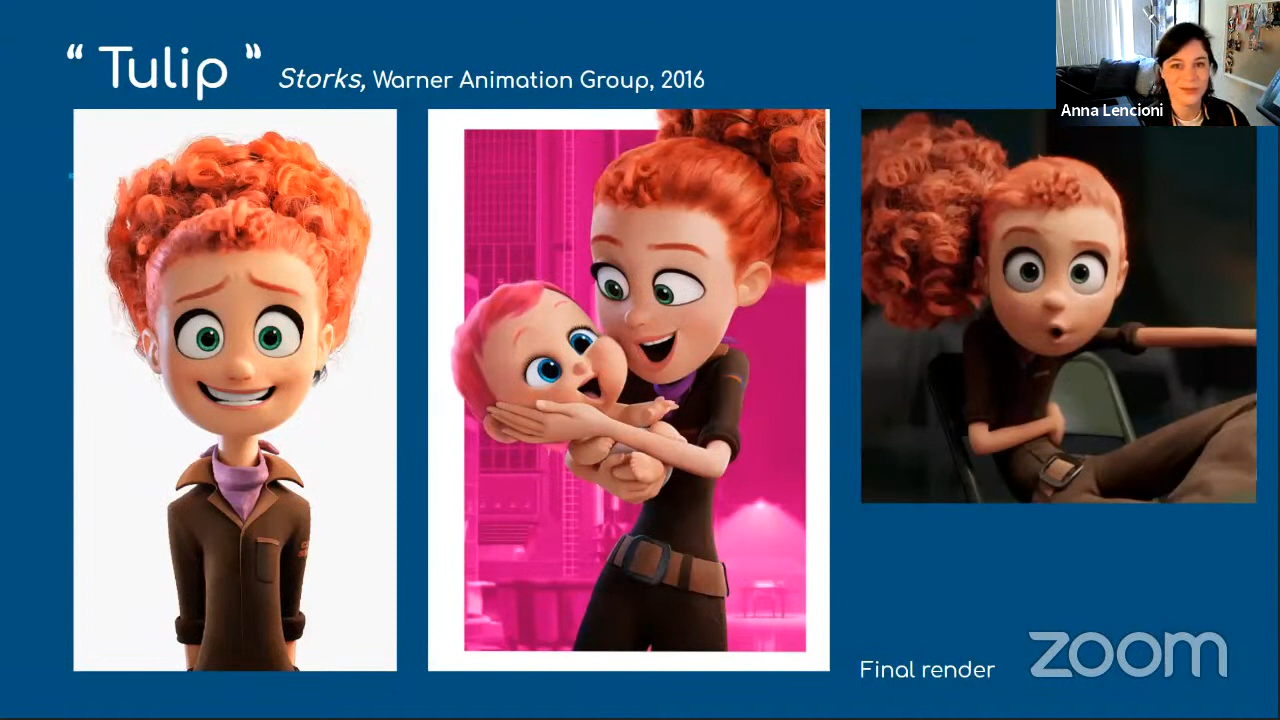 “ Tulip ” Storks, Warner Animation Group, 2016
Anna Lencioni
Final render
zoom